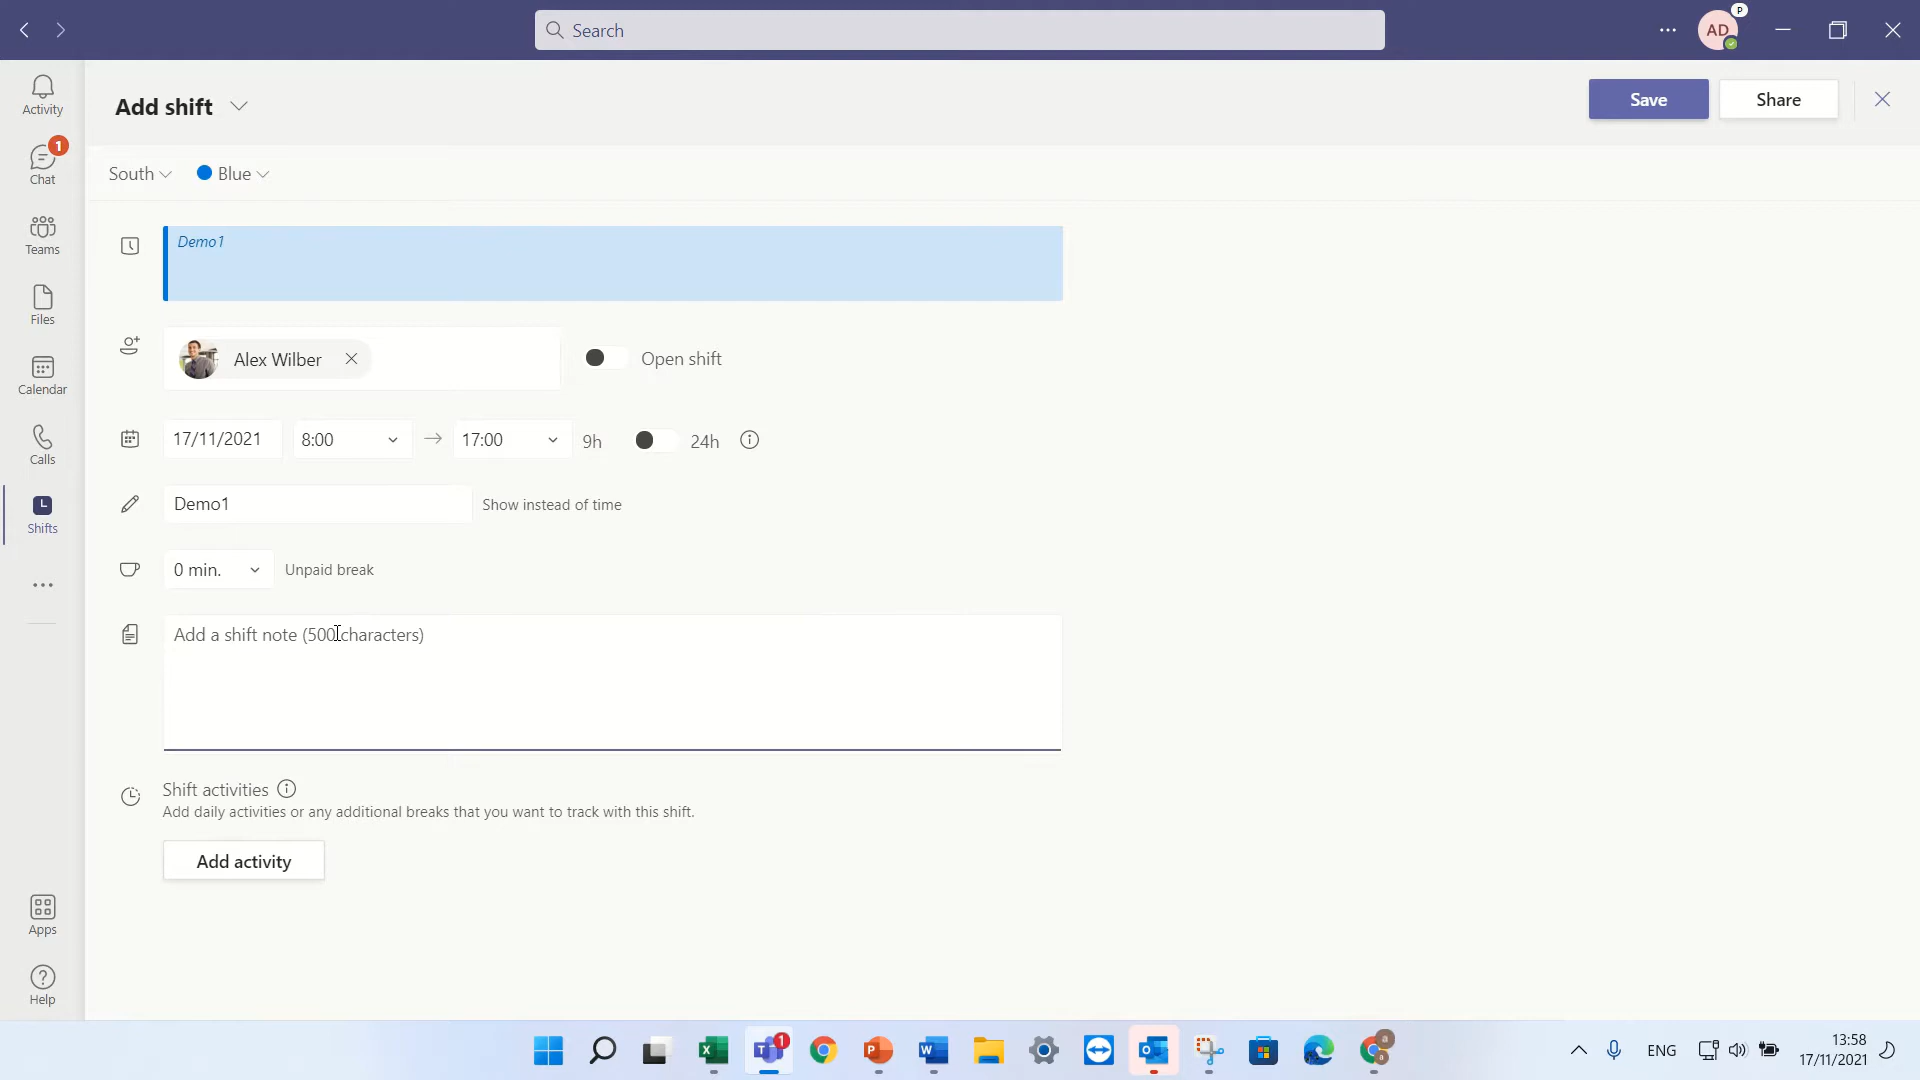 Search
AD
P
Activity
1
Chat
Teams
Files
Calendar
Calls
Shifts
Apps
Help
Add shift
Save
Share
South
Blue
Demo1
Alex Wilber
Open shift
17/11/2021
8:00
17:00
9h
24h
Demo1
Show instead of time
0 min.
Unpaid break
Add a shift note (500 characters)
Shift activities
Add daily activities or any additional breaks that you want to track with this shift.
Add activity
1
a
a
ENG
13:58
17/11/2021